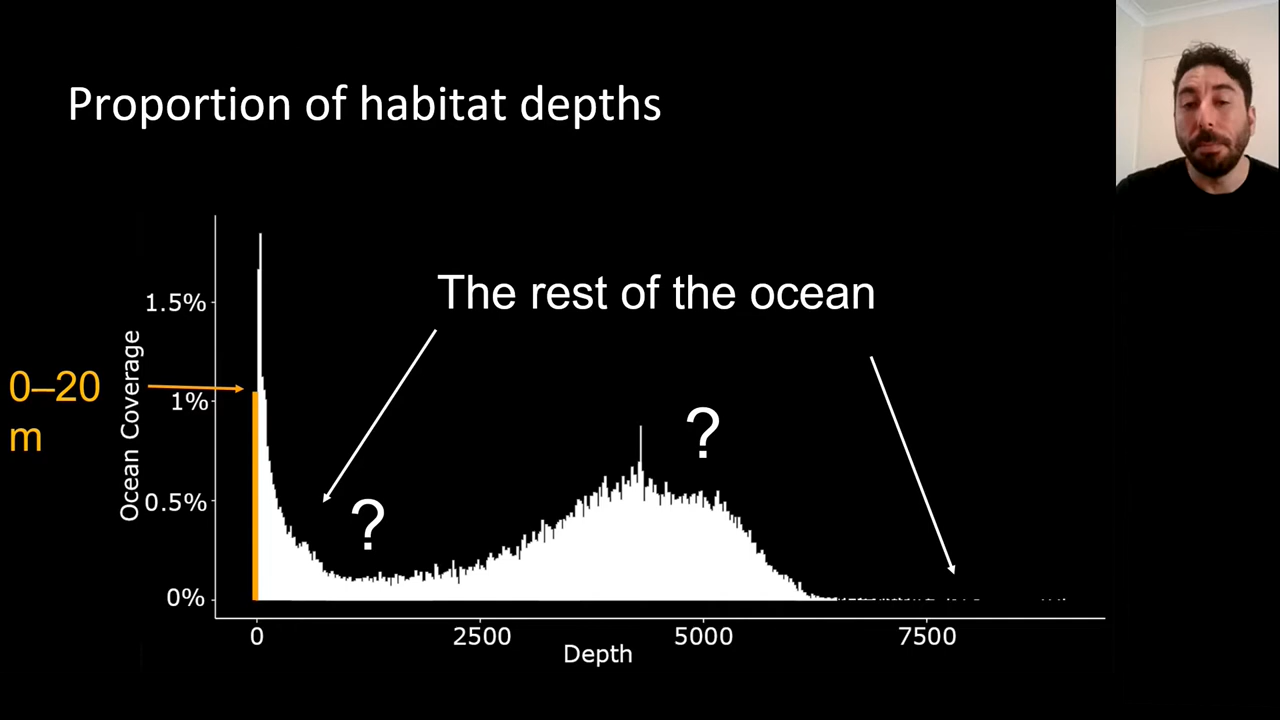 Proportion of habitat depths
The rest of the ocean
0–20
m
Ocean Coverage
1.5%
1%
0.5%
0%
?
?
0
2500
5000
7500
Depth